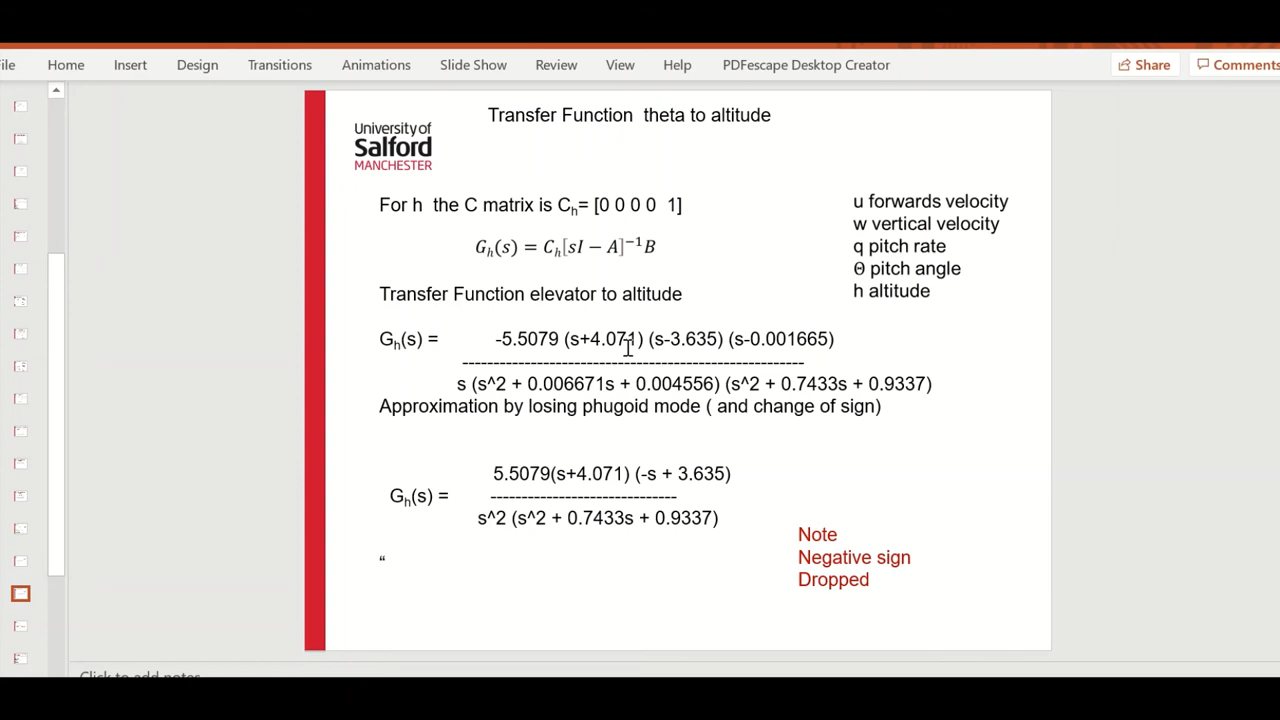 File
Home
Insert
Design
Transitions
Animations
Slide Show
Review
View
Help
PDFescape Desktop Creator
Share
Comments
Transfer Function  theta to altitude
University of
Salford
MANCHESTER
For h  the C matrix is Cₕ= [0 0 0 0  1]
Gₕ(s) = Cₕ[sI − A]⁻¹B
u forwards velocity
w vertical velocity
q pitch rate
Θ pitch angle
h altitude
Transfer Function elevator to altitude
-5.5079 (s+4.071) (s-3.635) (s-0.001665)
Gₕ(s) = -------------------------------------------------------
s (s^2 + 0.006671s + 0.004556) (s^2 + 0.7433s + 0.9337)
Approximation by losing phugoid mode ( and change of sign)
5.5079(s+4.071) (-s + 3.635)
Gₕ(s) = ------------------------------
s^2 (s^2 + 0.7433s + 0.9337)
Note
Negative sign
Dropped
“
Click to add notes